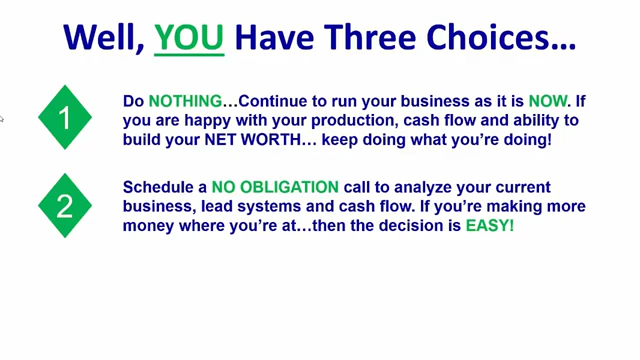 Well, YOU Have Three Choices…
1
Do NOTHING…Continue to run your business as it is NOW. If
you are happy with your production, cash flow and ability to
build your NET WORTH… keep doing what you're doing!
2
Schedule a NO OBLIGATION call to analyze your current
business, lead systems and cash flow. If you're making more
money where you're at…then the decision is EASY!